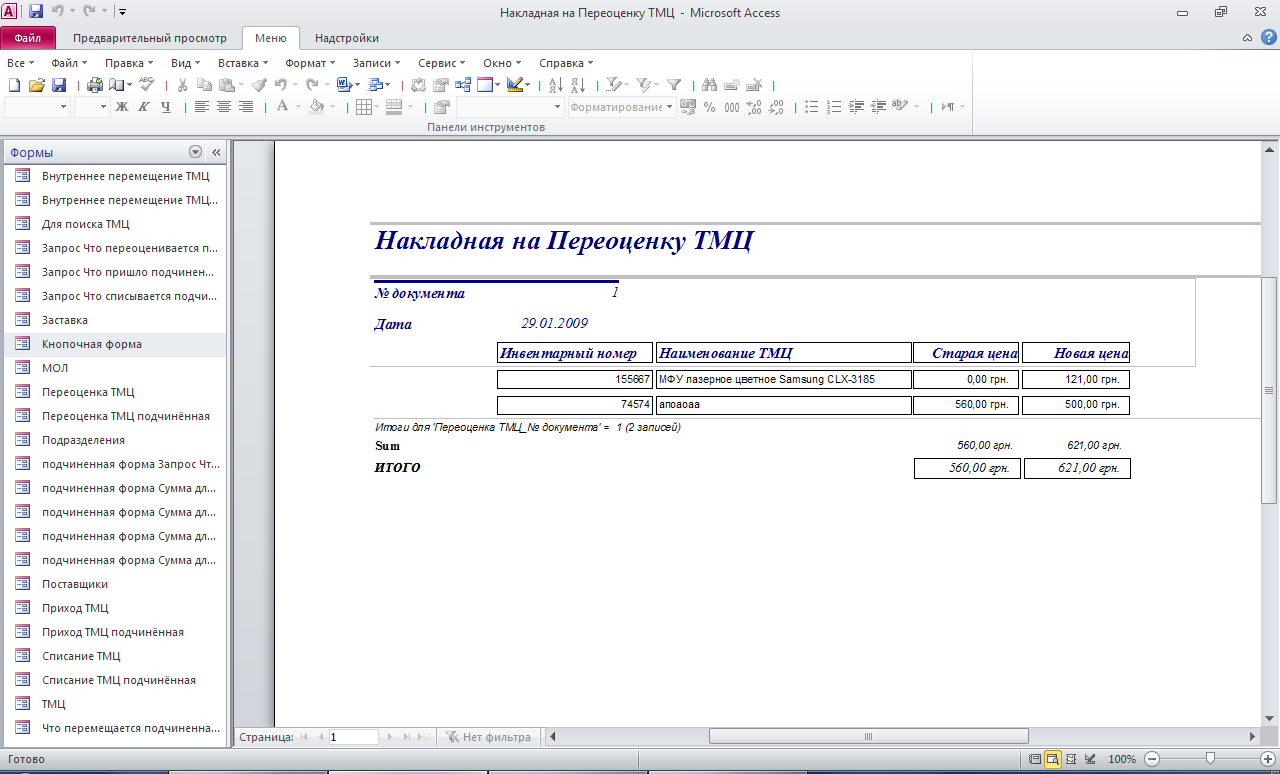 Накладная на Переоценку ТМЦ - Microsoft Access
Файл Предварительный просмотр Меню Надстройки
Все Файл Правка Вид Вставка Формат Записи Сервис Окно Справка
Ж К Ч А Форматирование % 000
Панели инструментов
Формы
Внутреннее перемещение ТМЦ
Внутреннее перемещение ТМЦ...
Для поиска ТМЦ
Запрос Что переоценивается п...
Запрос Что пришло подчинен...
Запрос Что списывается подчи...
Заставка
Кнопочная форма
МОЛ
Переоценка ТМЦ
Переоценка ТМЦ подчинённая
Подразделения
подчиненная форма Запрос Чт...
подчиненная форма Сумма дл...
подчиненная форма Сумма дл...
подчиненная форма Сумма дл...
подчиненная форма Сумма дл...
Поставщики
Приход ТМЦ
Приход ТМЦ подчинённая
Списание ТМЦ
Списание ТМЦ подчинённая
ТМЦ
Что перемещается подчиненна...
Накладная на Переоценку ТМЦ
№ документа 1
Дата 29.01.2009
Инвентарный номер Наименование ТМЦ Старая цена Новая цена
155667 МФУ лазерное цветное Samsung CLX-3185 0,00 грн. 121,00 грн.
74574 апоаоаа 560,00 грн. 500,00 грн.
Итоги для 'Переоценка ТМЦ_№ документа' = 1 (2 записей)
Sum 560,00 грн. 621,00 грн.
ИТОГО 560,00 грн. 621,00 грн.
Страница: 1 Нет фильтра
Готово 100%